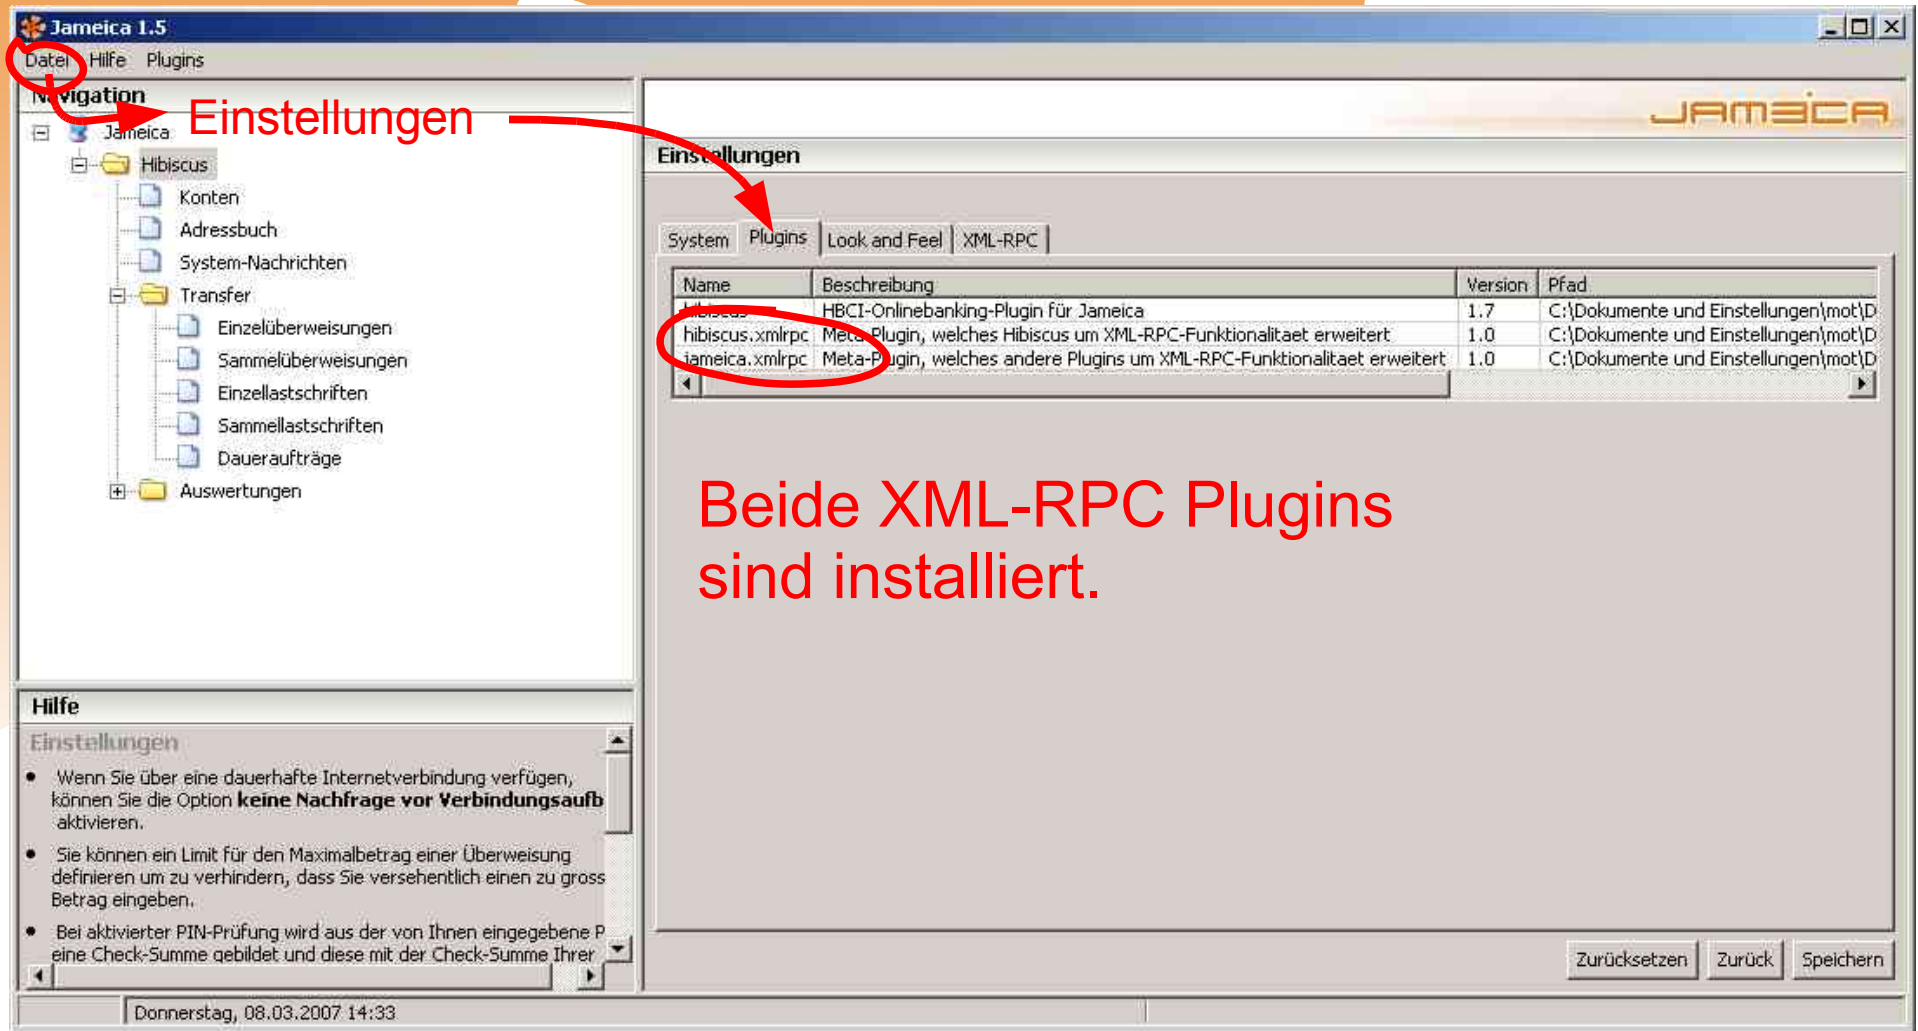 Jameica 1.5
Datei Hilfe Plugins
Navigation
Einstellungen
Jameica
Hibiscus
Konten
Adressbuch
System-Nachrichten
Transfer
Einzelüberweisungen
Sammelüberweisungen
Einzellastschriften
Sammellastschriften
Daueraufträge
Auswertungen
JAMEICA
Einstellungen
System Plugins Look and Feel XML-RPC
Name Beschreibung Version Pfad
hibiscus HBCI-Onlinebanking-Plugin für Jameica 1.7 C:\Dokumente und Einstellungen\mot\D
hibiscus.xmlrpc Meta-Plugin, welches Hibiscus um XML-RPC-Funktionalitaet erweitert 1.0 C:\Dokumente und Einstellungen\mot\D
jameica.xmlrpc Meta-Plugin, welches andere Plugins um XML-RPC-Funktionalitaet erweitert 1.0 C:\Dokumente und Einstellungen\mot\D
Beide XML-RPC Plugins
sind installiert.
Hilfe
Einstellungen
• Wenn Sie über eine dauerhafte Internetverbindung verfügen,
können Sie die Option keine Nachfrage vor Verbindungsaufb
aktivieren.
• Sie können ein Limit für den Maximalbetrag einer Überweisung
definieren um zu verhindern, dass Sie versehentlich einen zu gross
Betrag eingeben.
• Bei aktivierter PIN-Prüfung wird aus der von Ihnen eingegebene P
eine Check-Summe gebildet und diese mit der Check-Summe Ihrer
Zurücksetzen Zurück Speichern
Donnerstag, 08.03.2007 14:33